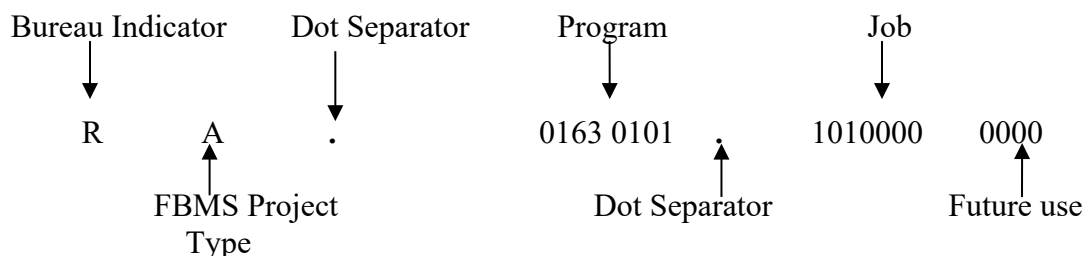 Bureau Indicator Dot Separator Program Job
R A . 0163 0101 . 1010000 0000
FBMS Project Dot Separator Future use
Type